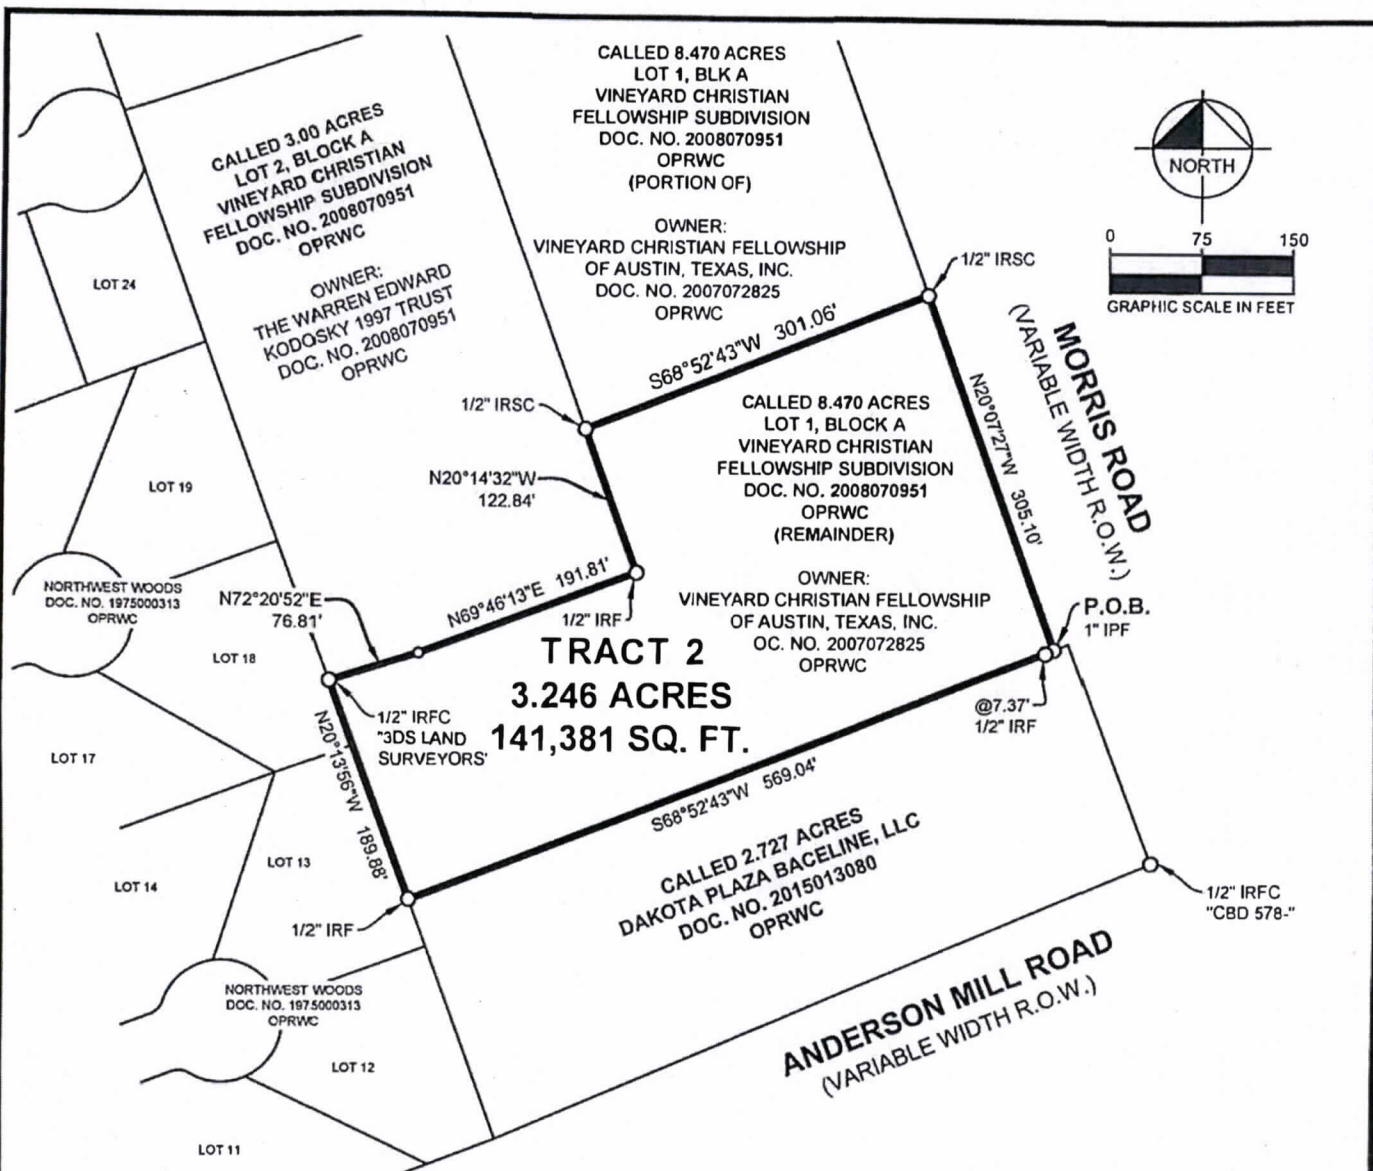 CALLED 8.470 ACRES
LOT 1, BLK A
VINEYARD CHRISTIAN
FELLOWSHIP SUBDIVISION
DOC. NO. 2008070951
OPRWC
(PORTION OF)
OWNER:
VINEYARD CHRISTIAN FELLOWSHIP
OF AUSTIN, TEXAS, INC.
DOC. NO. 2007072825
OPRWC
CALLED 3.00 ACRES
LOT 2, BLOCK A
VINEYARD CHRISTIAN
FELLOWSHIP SUBDIVISION
DOC. NO. 2008070951
OPRWC
OWNER:
THE WARREN EDWARD
KODOSKY 1997 TRUST
DOC. NO. 2008070951
OPRWC
NORTH
0 75 150
GRAPHIC SCALE IN FEET
LOT 24
1/2" IRSC
S68°52'43"W 301.06'
MORRIS ROAD
(VARIABLE WIDTH R.O.W.)
N20°07'27"W 305.10'
1/2" IRSC
N20°14'32"W
122.84'
CALLED 8.470 ACRES
LOT 1, BLOCK A
VINEYARD CHRISTIAN
FELLOWSHIP SUBDIVISION
DOC. NO. 2008070951
OPRWC
(REMAINDER)
OWNER:
VINEYARD CHRISTIAN FELLOWSHIP
OF AUSTIN, TEXAS, INC.
OC. NO. 2007072825
OPRWC
LOT 19
NORTHWEST WOODS
DOC. NO. 1975000313
OPRWC
N72°20'52"E
76.81'
N69°46'13"E 191.81'
1/2" IRF
P.O.B.
1" IPF
LOT 18
TRACT 2
3.246 ACRES
141,381 SQ. FT.
@7.37'
1/2" IRF
1/2" IRFC
"3DS LAND
SURVEYORS'
N20°13'56"W 189.88'
LOT 17
S68°52'43"W 569.04'
CALLED 2.727 ACRES
DAKOTA PLAZA BACELINE, LLC
DOC. NO. 2015013080
OPRWC
LOT 13
LOT 14
1/2" IRF
1/2" IRFC
"CBD 578-"
ANDERSON MILL ROAD
(VARIABLE WIDTH R.O.W.)
NORTHWEST WOODS
DOC. NO. 1975000313
OPRWC
LOT 12
LOT 11